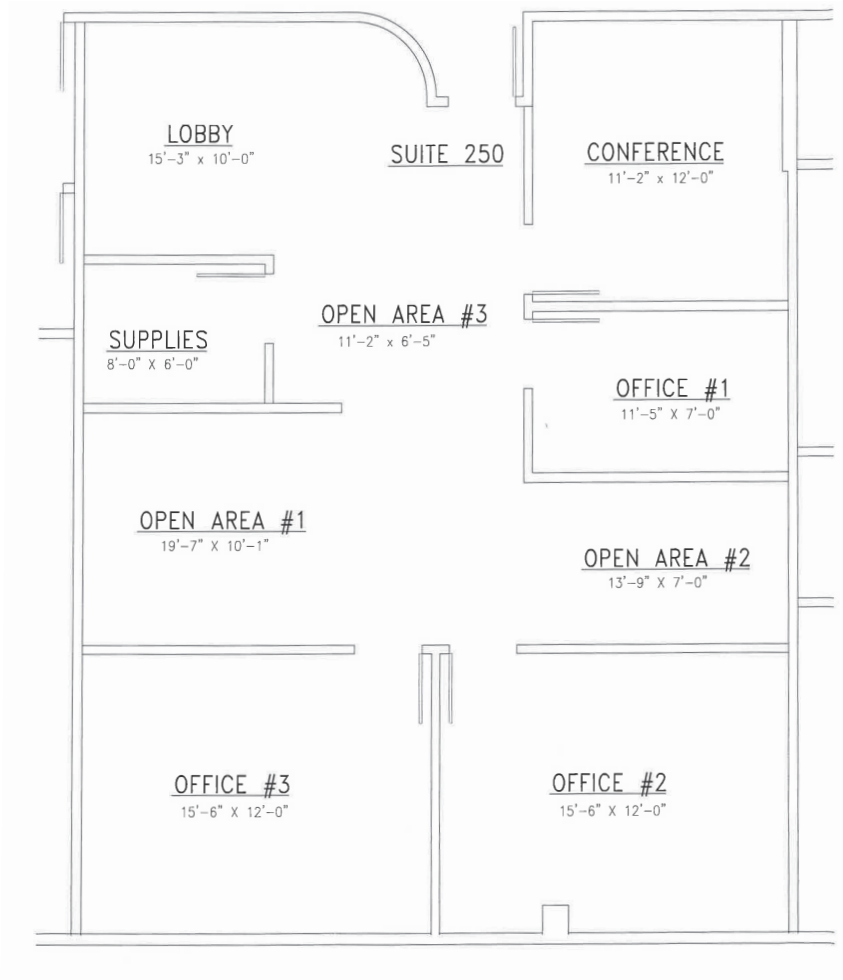 LOBBY
15'-3" x 10'-0"
SUITE 250
CONFERENCE
11'-2" x 12'-0"
OPEN AREA #3
11'-2" x 6'-5"
SUPPLIES
8'-0" X 6'-0"
OFFICE #1
11'-5" X 7'-0"
OPEN AREA #1
19'-7" X 10'-1"
OPEN AREA #2
13'-9" X 7'-0"
OFFICE #3
15'-6" X 12'-0"
OFFICE #2
15'-6" X 12'-0"